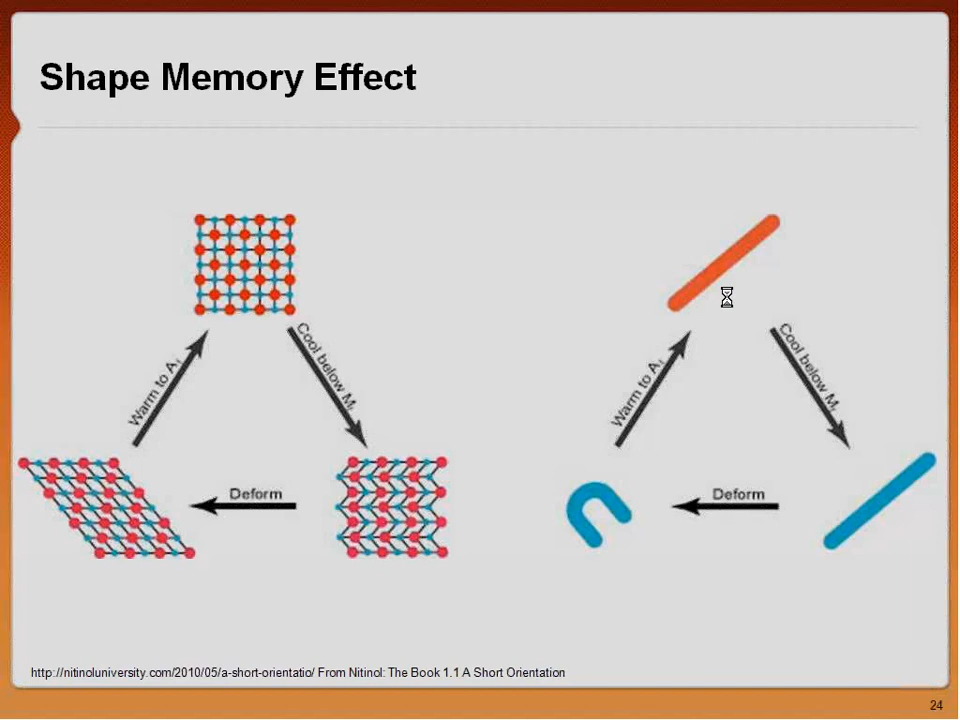 Shape Memory Effect
Warm to Af
Cool below Mf
Deform
Warm to Af
Cool below Mf
Deform
http://nitinoluniversity.com/2010/05/a-short-orientatio/ From Nitinol: The Book 1.1 A Short Orientation
24